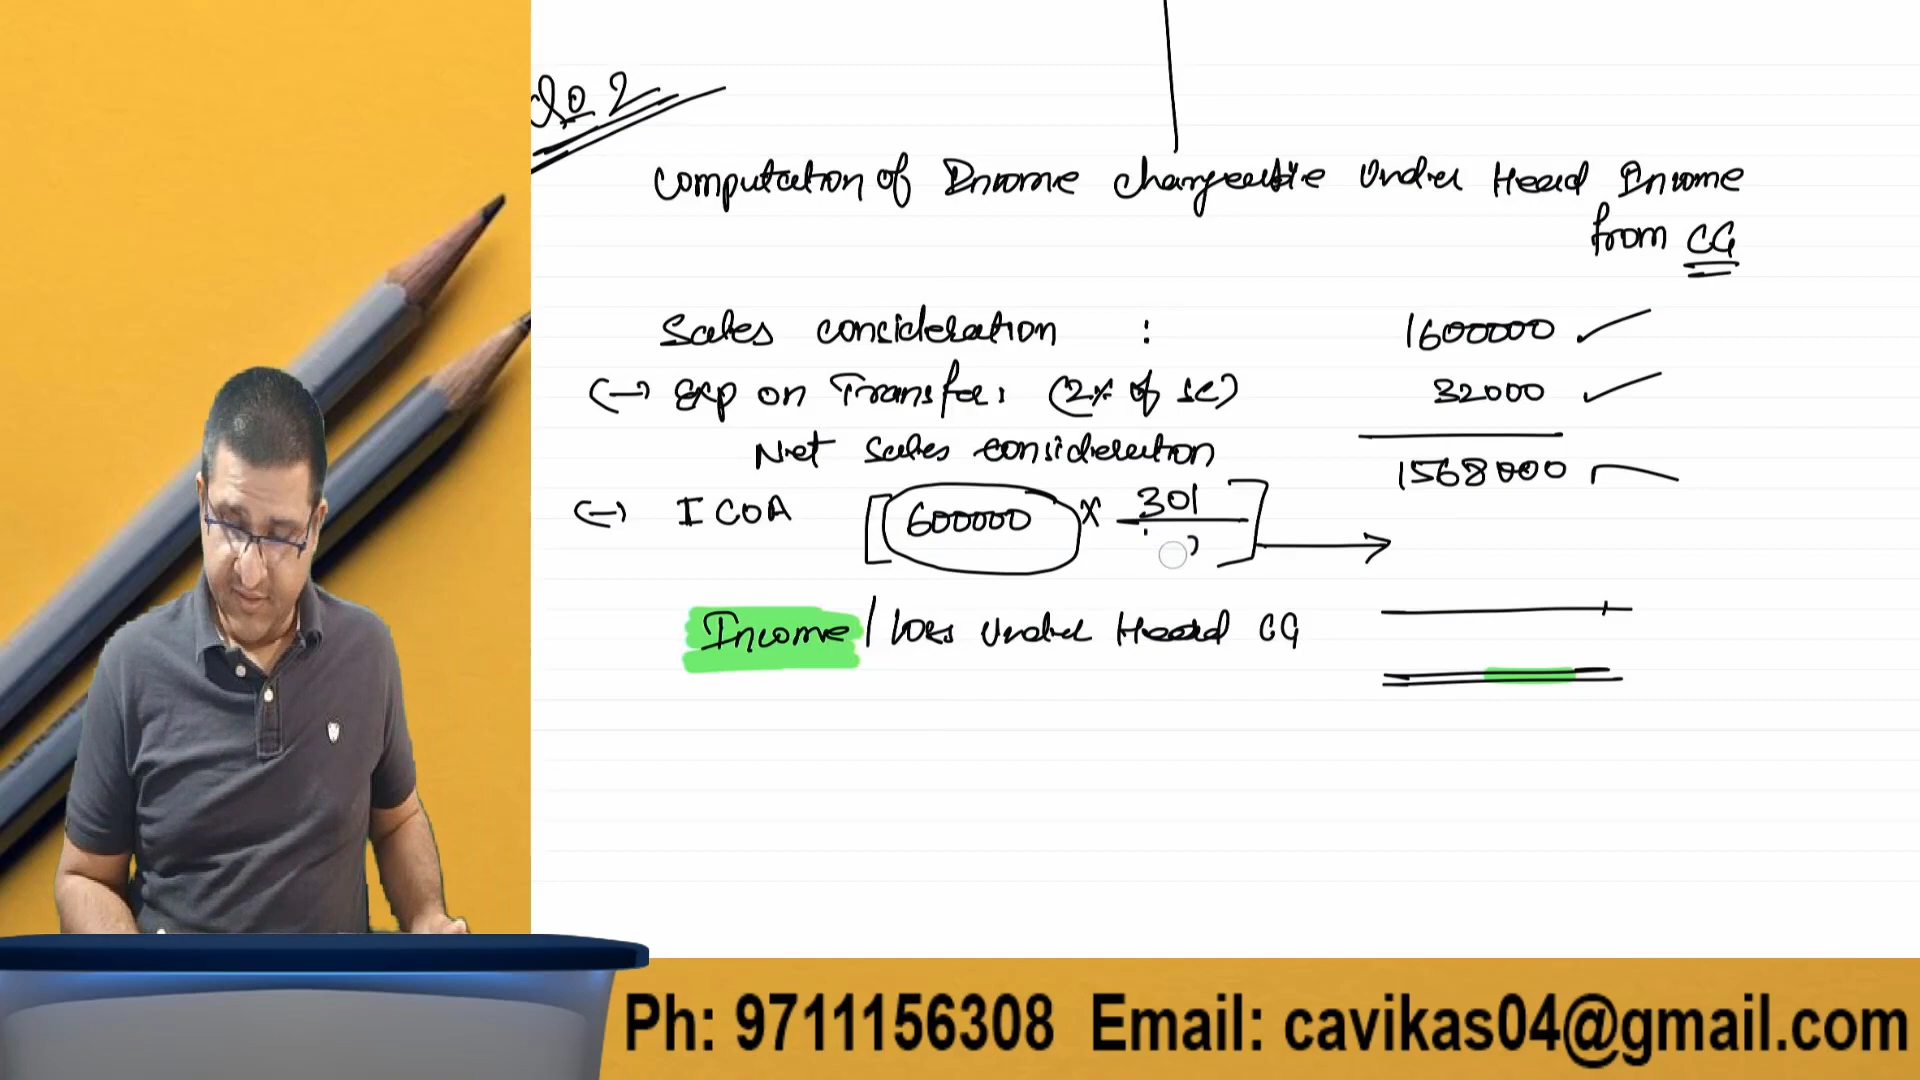 No 2
Computation of Income chargeable Under Head Income
from CG
Sales consideration : 1600000
(-) Exp on Transfer: (2% of SC) 32000
Net Sales consideration 1568000
(-) ICOA [600000 × 301
Income / loss Under Head CG
Ph: 9711156308 Email: cavikas04@gmail.com